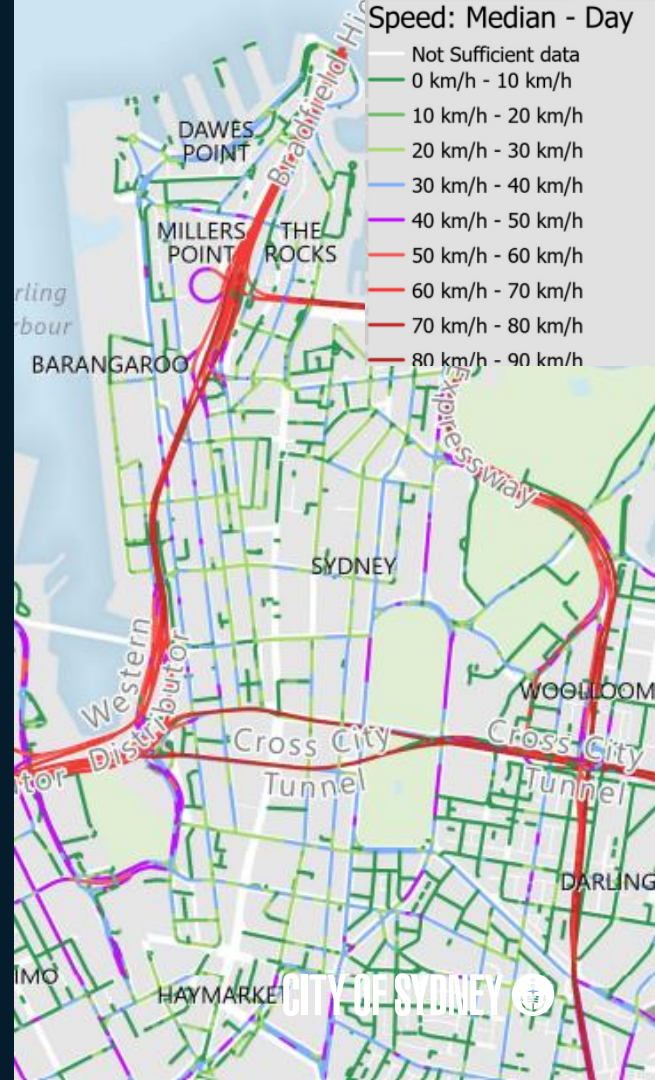 Speed: Median - Day
Not Sufficient data
0 km/h - 10 km/h
10 km/h - 20 km/h
20 km/h - 30 km/h
30 km/h - 40 km/h
40 km/h - 50 km/h
50 km/h - 60 km/h
60 km/h - 70 km/h
70 km/h - 80 km/h
80 km/h - 90 km/h
Bradfield Hig
DAWES
POINT
MILLERS
POINT
THE
ROCKS
rling
rbour
BARANGAROO
Expressway
SYDNEY
Western
Distributor
WOOLLOOM
Cross City
Tunnel
Cross City
Tunnel
utor
DARLING
IMO
HAYMARKET
CITY OF SYDNEY